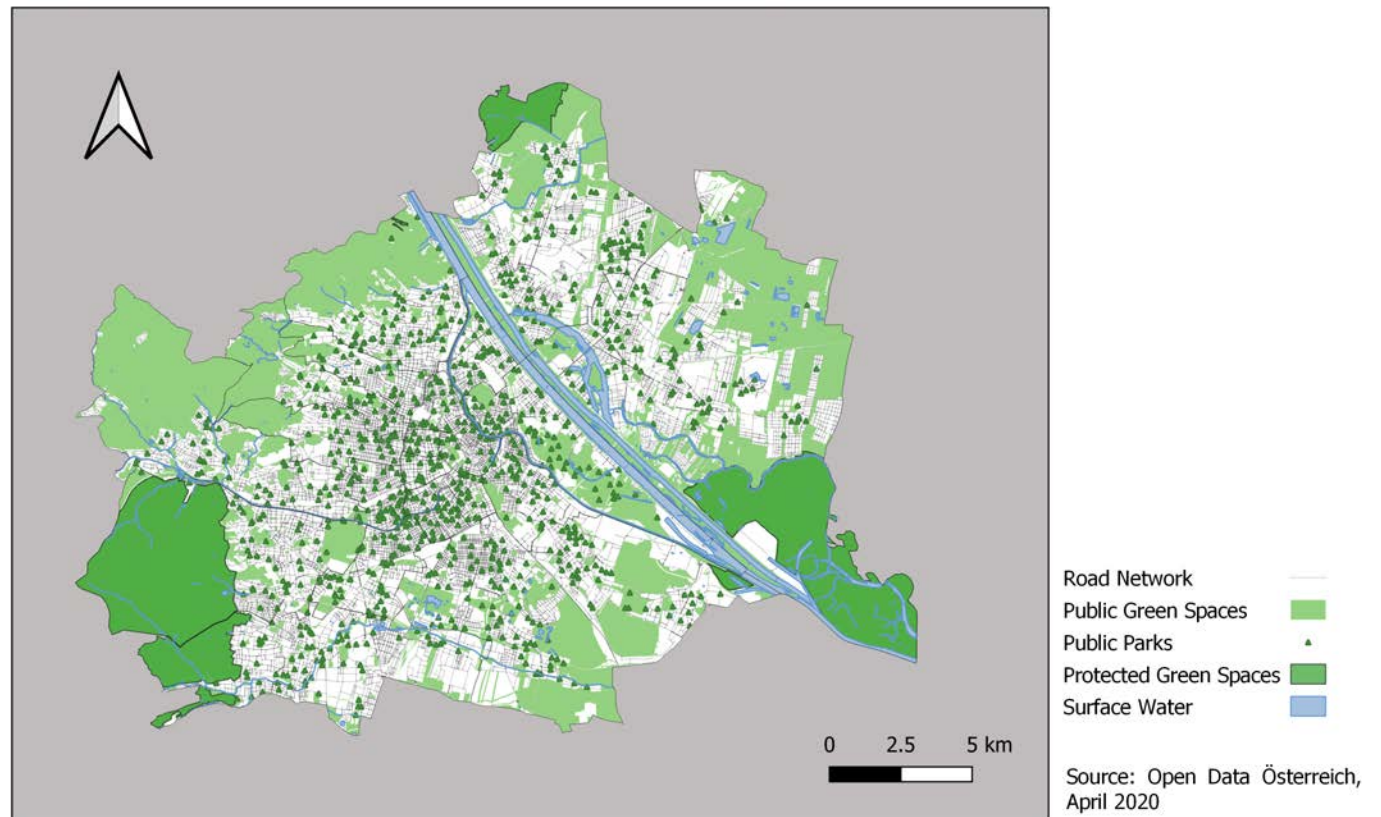 Road Network
Public Green Spaces
Public Parks
Protected Green Spaces
Surface Water
0 2.5 5 km
Source: Open Data Österreich,
April 2020